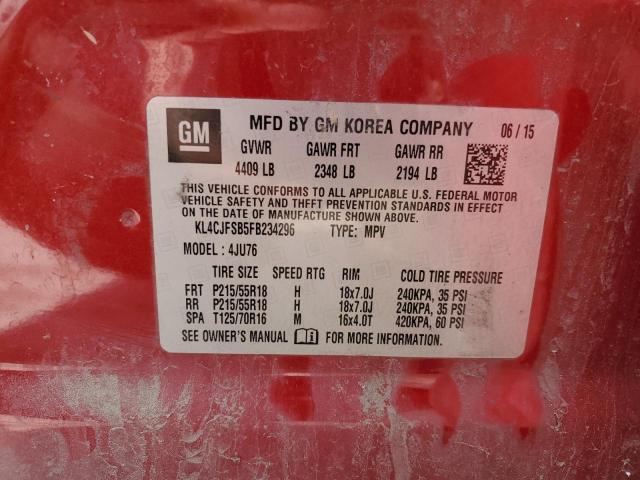 GM MFD BY GM KOREA COMPANY 06 / 15
GVWR GAWR FRT GAWR RR
4409 LB 2348 LB 2194 LB
THIS VEHICLE CONFORMS TO ALL APPLICABLE U.S. FEDERAL MOTOR
VEHICLE SAFETY AND THEFT PREVENTION STANDARDS IN EFFECT
ON THE DATE OF MANUFACTURE SHOWN ABOVE.
KL4CJFSB5FB234296 TYPE: MPV
MODEL : 4JU76
TIRE SIZE SPEED RTG RIM COLD TIRE PRESSURE
FRT P215/55R18 H 18x7.0J 240KPA, 35 PSI
RR P215/55R18 H 18x7.0J 240KPA, 35 PSI
SPA T125/70R16 M 16x4.0T 420KPA, 60 PSI
SEE OWNER'S MANUAL FOR MORE INFORMATION.